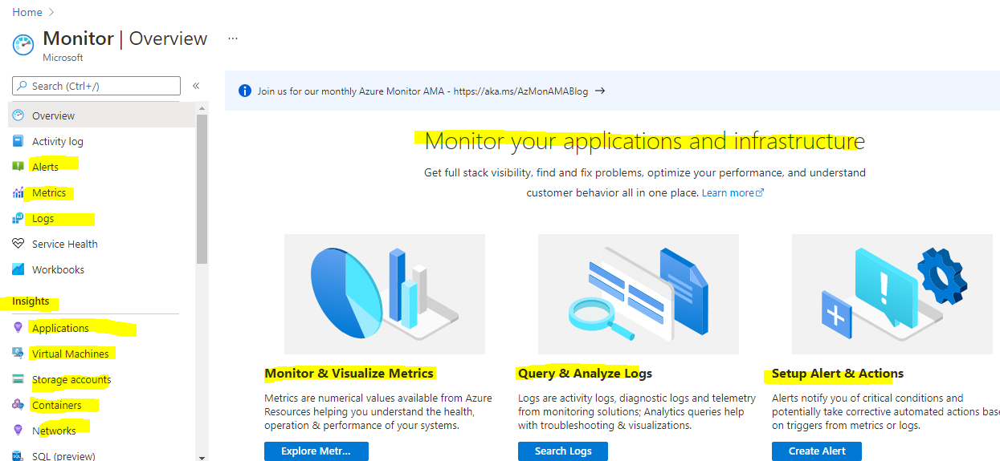 Home
Monitor | Overview ...
Microsoft
Search (Ctrl+/)
Overview
Activity log
Alerts
Metrics
Logs
Service Health
Workbooks
Insights
Applications
Virtual Machines
Storage accounts
Containers
Networks
SQL (preview)
Join us for our monthly Azure Monitor AMA - https://aka.ms/AzMonAMABlog →
Monitor your applications and infrastructure
Get full stack visibility, find and fix problems, optimize your performance, and understand
customer behavior all in one place. Learn more
Monitor & Visualize Metrics
Metrics are numerical values available from Azure
Resources helping you understand the health,
operation & performance of your systems.
Explore Metr...
Query & Analyze Logs
Logs are activity logs, diagnostic logs and telemetry
from monitoring solutions; Analytics queries help
with troubleshooting & visualizations.
Search Logs
Setup Alert & Actions
Alerts notify you of critical conditions and
potentially take corrective automated actions base
on triggers from metrics or logs.
Create Alert